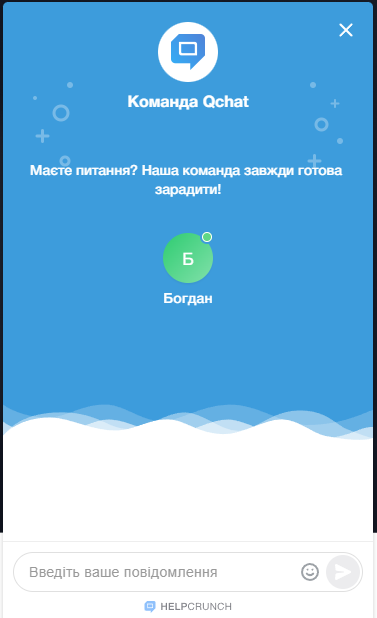 Команда Qchat
Маєте питання? Наша команда завжди готова
зарадити!
Б
Богдан
Введіть ваше повідомлення
HELPCRUNCH